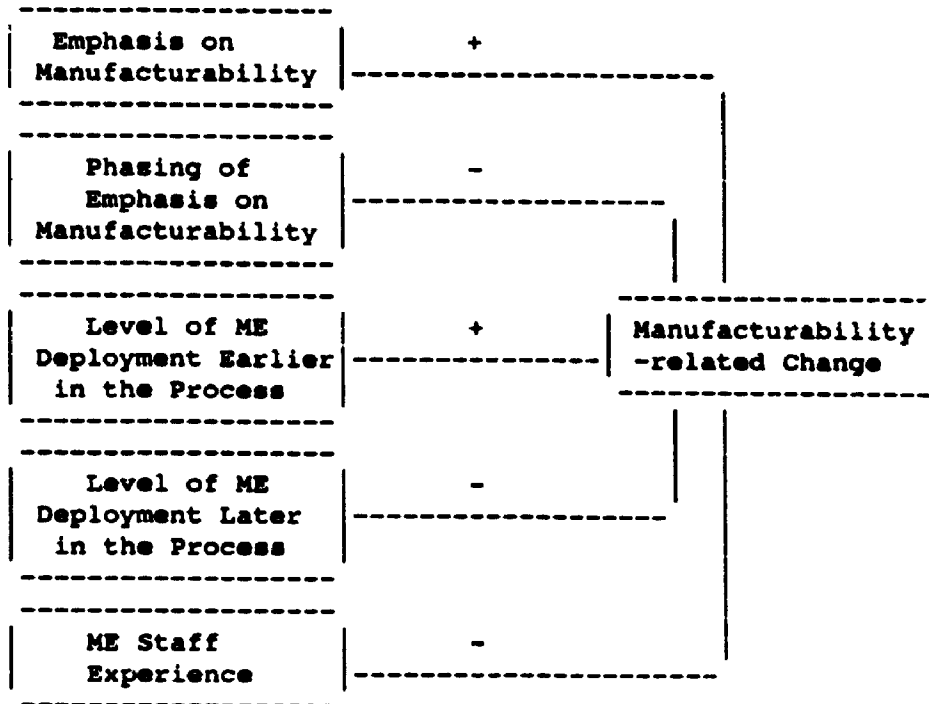 Emphasis on
+
Manufacturability
Phasing of
-
Emphasis on
Manufacturability
Level of ME
+
Manufacturability
Deployment Earlier
-related Change
in the Process
Level of ME
-
Deployment Later
in the Process
ME Staff
-
Experience